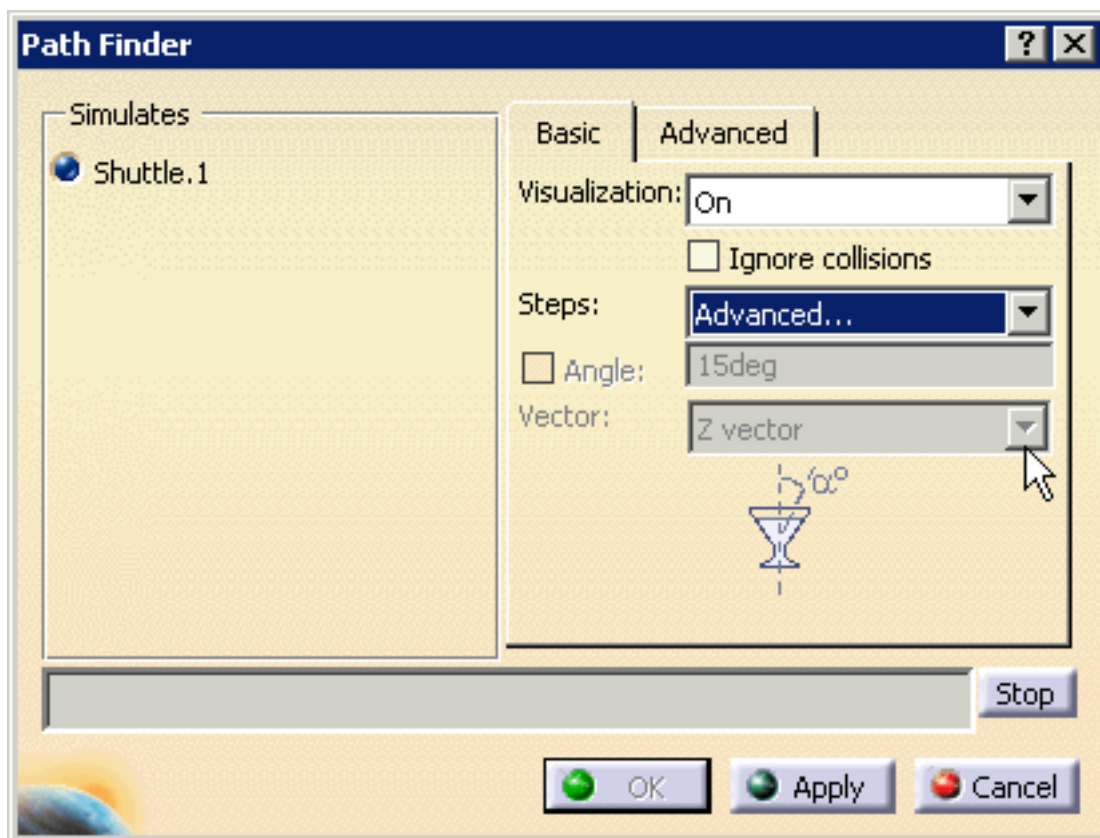 Path Finder
Simulates
Shuttle.1
Basic Advanced
Visualization: On
Ignore collisions
Steps: Advanced...
Angle: 15deg
Vector: Z vector
α°
Stop
OK Apply Cancel